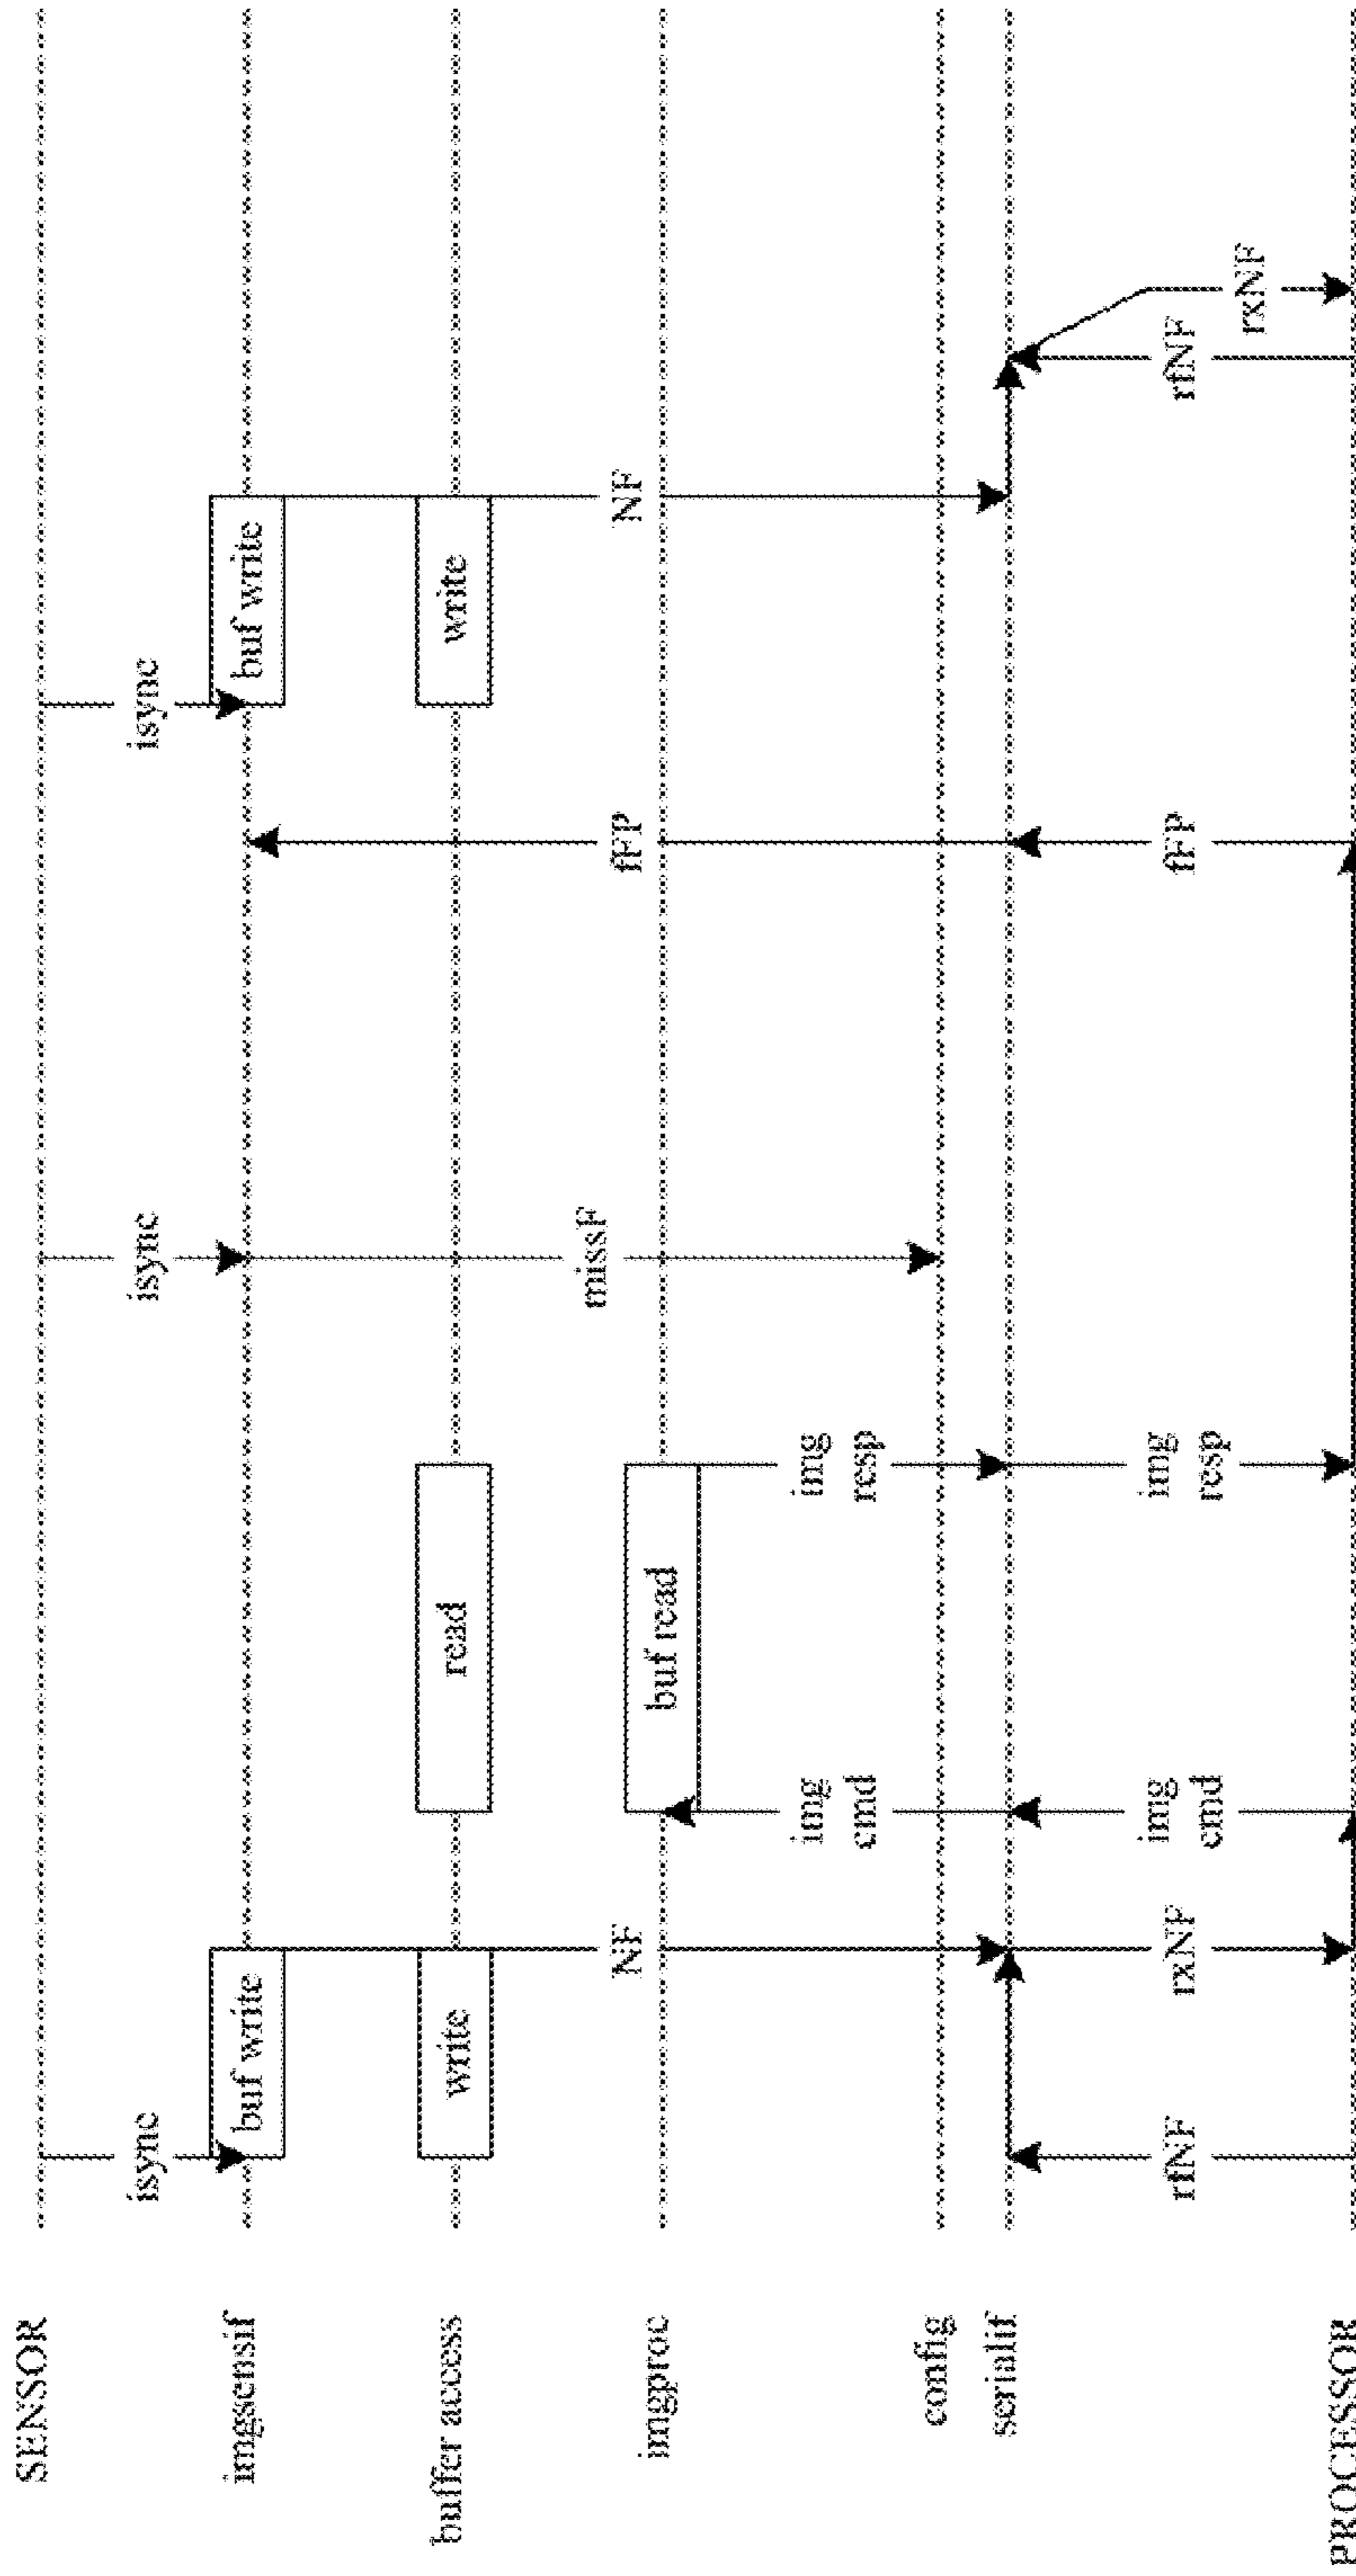 SENSOR
isync
isync
isync
imgsensif
buf write
buf write
buffer access
write
read
write
imgproc
NF
buf read
missF
fFP
NF
config
serialif
img
cmd
img
resp
rfNF
rxNF
img
cmd
img
resp
fFP
rfNF
rxNF
PROCESSOR